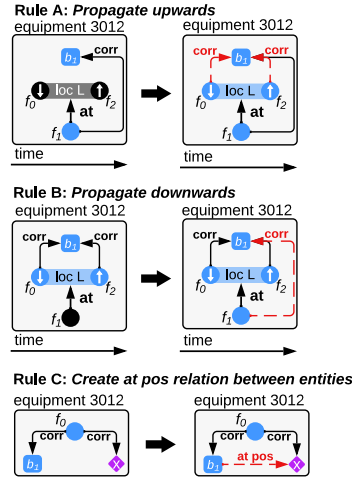 Rule A: Propagate upwards
equipment 3012 equipment 3012
b1 corr corr b1 corr
loc L loc L
f0 at f2 f0 at f2
f1 f1
time time
Rule B: Propagate downwards
equipment 3012 equipment 3012
corr b1 corr corr b1 corr
loc L loc L
f0 at f2 f0 at f2
f1 f1
time time
Rule C: Create at pos relation between entities
equipment 3012 equipment 3012
f0 f0
corr corr corr corr
b1 X b1 at pos X